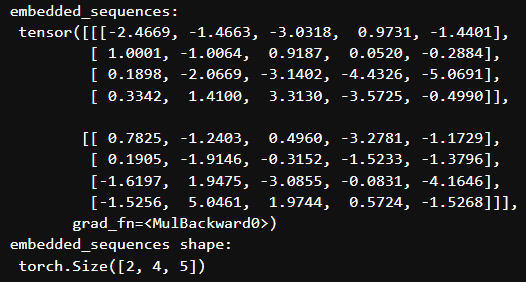 embedded_sequences:
 tensor([[[-2.4669, -1.4663, -3.0318,  0.9731, -1.4401],
         [ 1.0001, -1.0064,  0.9187,  0.0520, -0.2884],
         [ 0.1898, -2.0669, -3.1402, -4.4326, -5.0691],
         [ 0.3342,  1.4100,  3.3130, -3.5725, -0.4990]],
        [[ 0.7825, -1.2403,  0.4960, -3.2781, -1.1729],
         [ 0.1905, -1.9146, -0.3152, -1.5233, -1.3796],
         [-1.6197,  1.9475, -3.0855, -0.0831, -4.1646],
         [-1.5256,  5.0461,  1.9744,  0.5724, -1.5268]]],
       grad_fn=<MulBackward0>)
embedded_sequences shape:
 torch.Size([2, 4, 5])